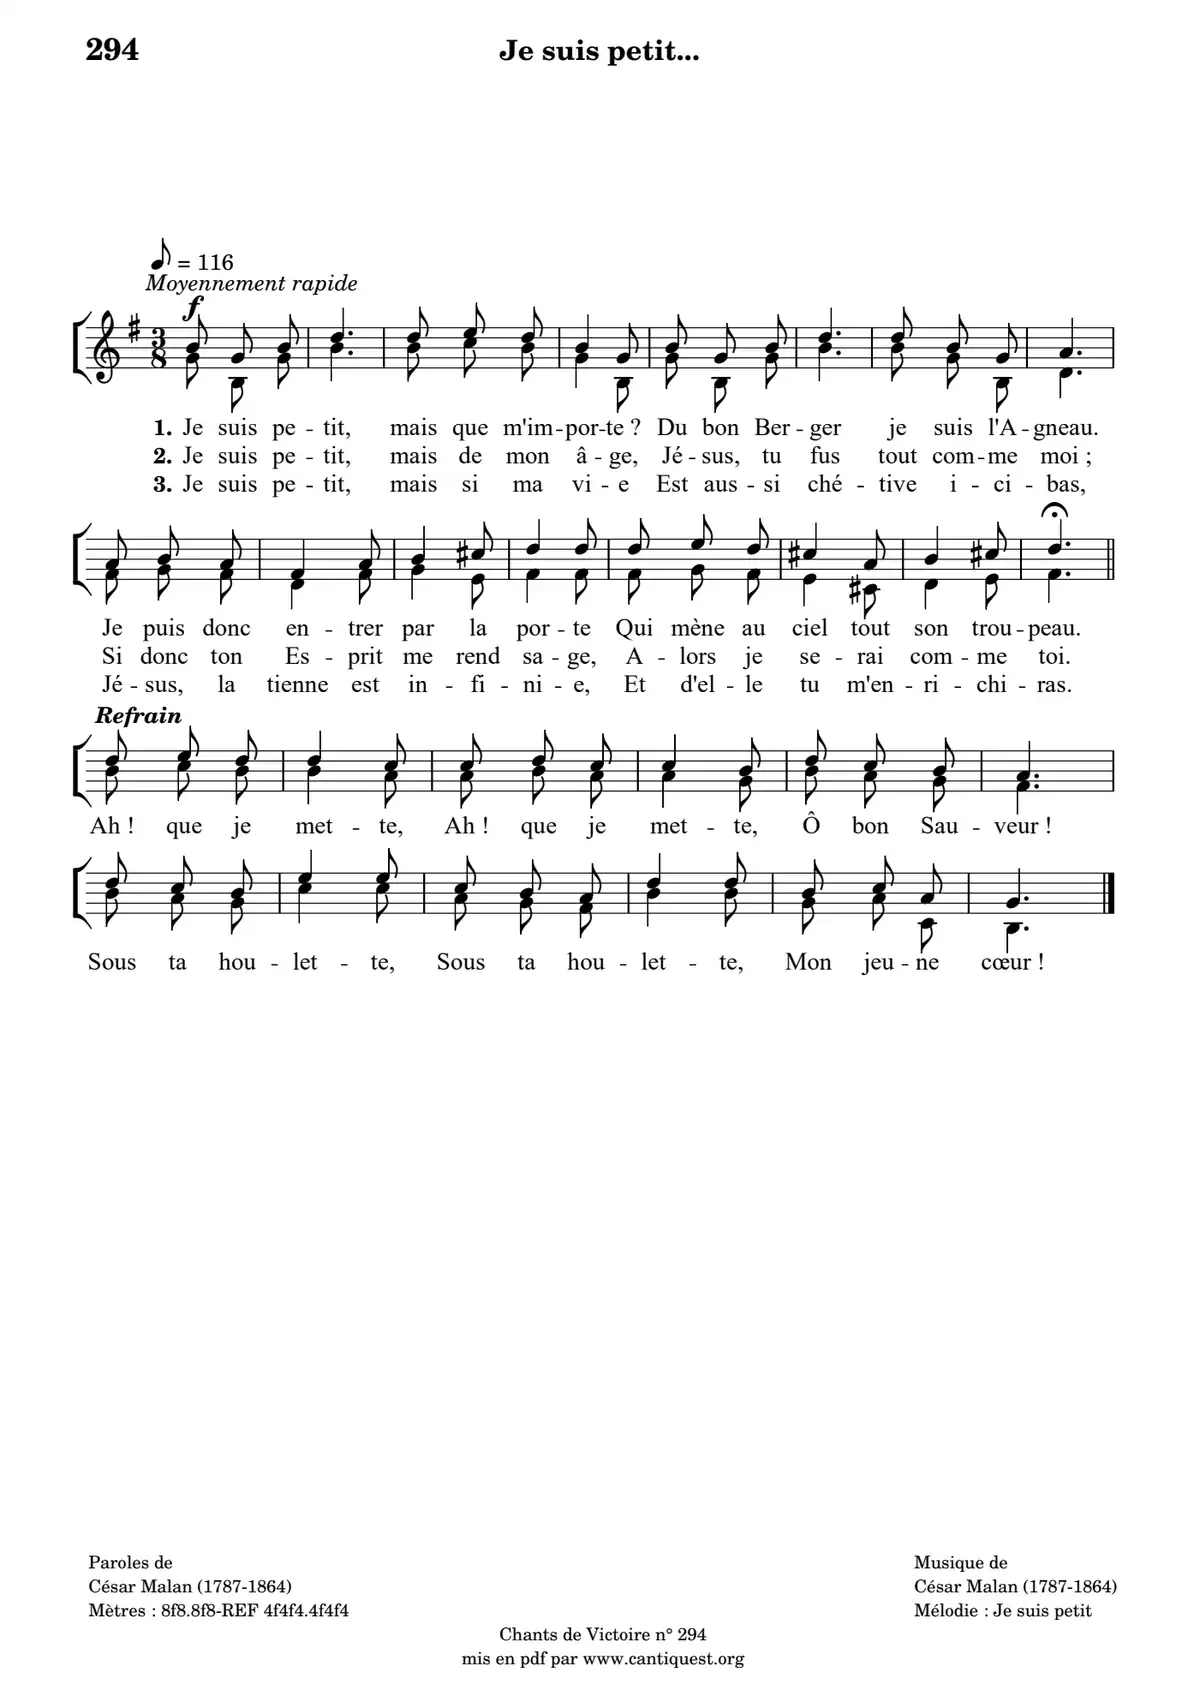 294 Je suis petit...
= 116
Moyennement rapide
f
3
8
1. Je suis pe - tit, mais que m'im-por-te ? Du bon Ber - ger je suis l'A - gneau.
2. Je suis pe - tit, mais de mon â - ge, Jé - sus, tu fus tout com - me moi ;
3. Je suis pe - tit, mais si ma vi - e Est aus - si ché - tive i - ci - bas,
Je puis donc en - trer par la por - te Qui mène au ciel tout son trou - peau.
Si donc ton Es - prit me rend sa - ge, A - lors je se - rai com - me toi.
Jé - sus, la tienne est in - fi - ni - e, Et d'el - le tu m'en - ri - chi - ras.
Refrain
Ah ! que je met - te, Ah ! que je met - te, Ô bon Sau - veur !
Sous ta hou - let - te, Sous ta hou - let - te, Mon jeu - ne cœur !
Paroles de
César Malan (1787-1864)
Mètres : 8f8.8f8-REF 4f4f4.4f4f4
Musique de
César Malan (1787-1864)
Mélodie : Je suis petit
Chants de Victoire n° 294
mis en pdf par www.cantiquest.org